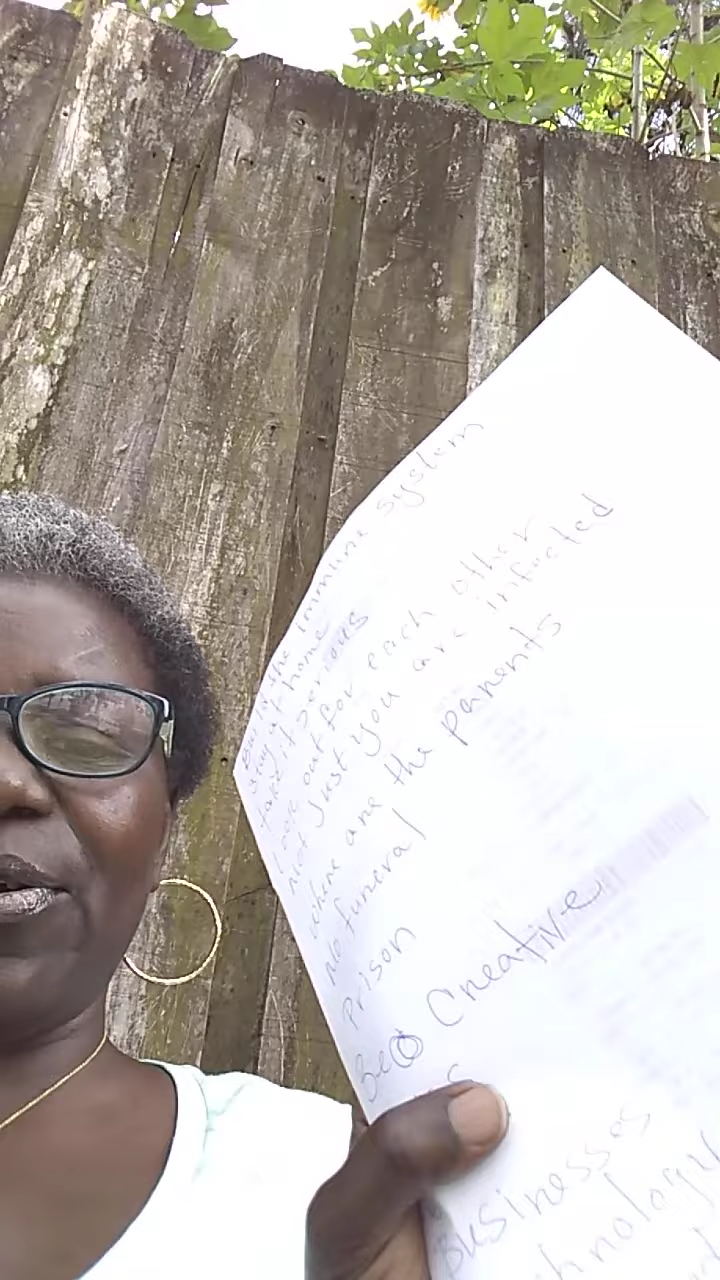 Build the immune system
stay at home
take it serious
Look out for each other
Not just you are infected
where are the parents
No funeral
Prison
Be Creative
Businesses